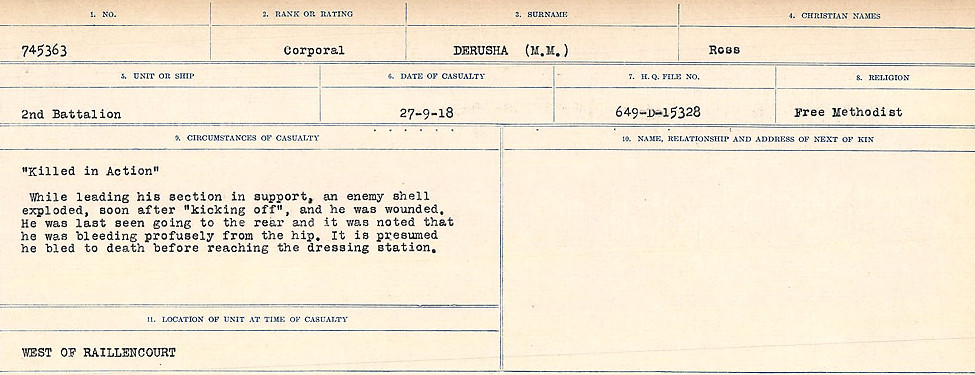 1. NO. 2. RANK OR RATING 3. SURNAME 4. CHRISTIAN NAMES
745363 Corporal DERUSHA (M.M.) Ross
5. UNIT OR SHIP 6. DATE OF CASUALTY 7. H. Q. FILE NO. 8. RELIGION
2nd Battalion 27-9-18 649-D-15328 Free Methodist
9. CIRCUMSTANCES OF CASUALTY 10. NAME, RELATIONSHIP AND ADDRESS OF NEXT OF KIN
"Killed in Action"
While leading his section in support, an enemy shell
exploded, soon after "kicking off", and he was wounded.
He was last seen going to the rear and it was noted that
he was bleeding profusely from the hip. It is presumed
he bled to death before reaching the dressing station.
11. LOCATION OF UNIT AT TIME OF CASUALTY
WEST OF RAILLENCOURT